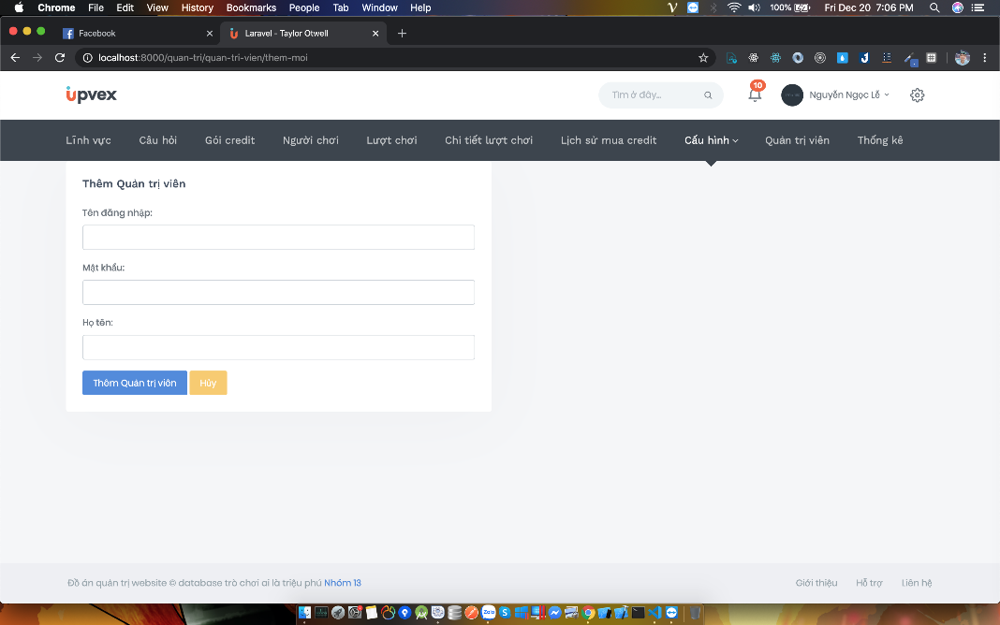 Chrome File Edit View History Bookmarks People Tab Window Help 100% Fri Dec 20 7:06 PM
Facebook Laravel - Taylor Otwell
localhost:8000/quan-tri/quan-tri-vien/them-moi
Upvex Tìm ở đây... 10 Nguyễn Ngọc Lễ
Lĩnh vực Câu hỏi Gói credit Người chơi Lượt chơi Chi tiết lượt chơi Lịch sử mua credit Cấu hình Quản trị viên Thống kê
Thêm Quản trị viên
Tên đăng nhập:
Mật khẩu:
Họ tên:
Thêm Quản trị viên Hủy
Đồ án quản trị website © database trò chơi ai là triệu phú Nhóm 13 Giới thiệu Hỗ trợ Liên hệ
Zalo